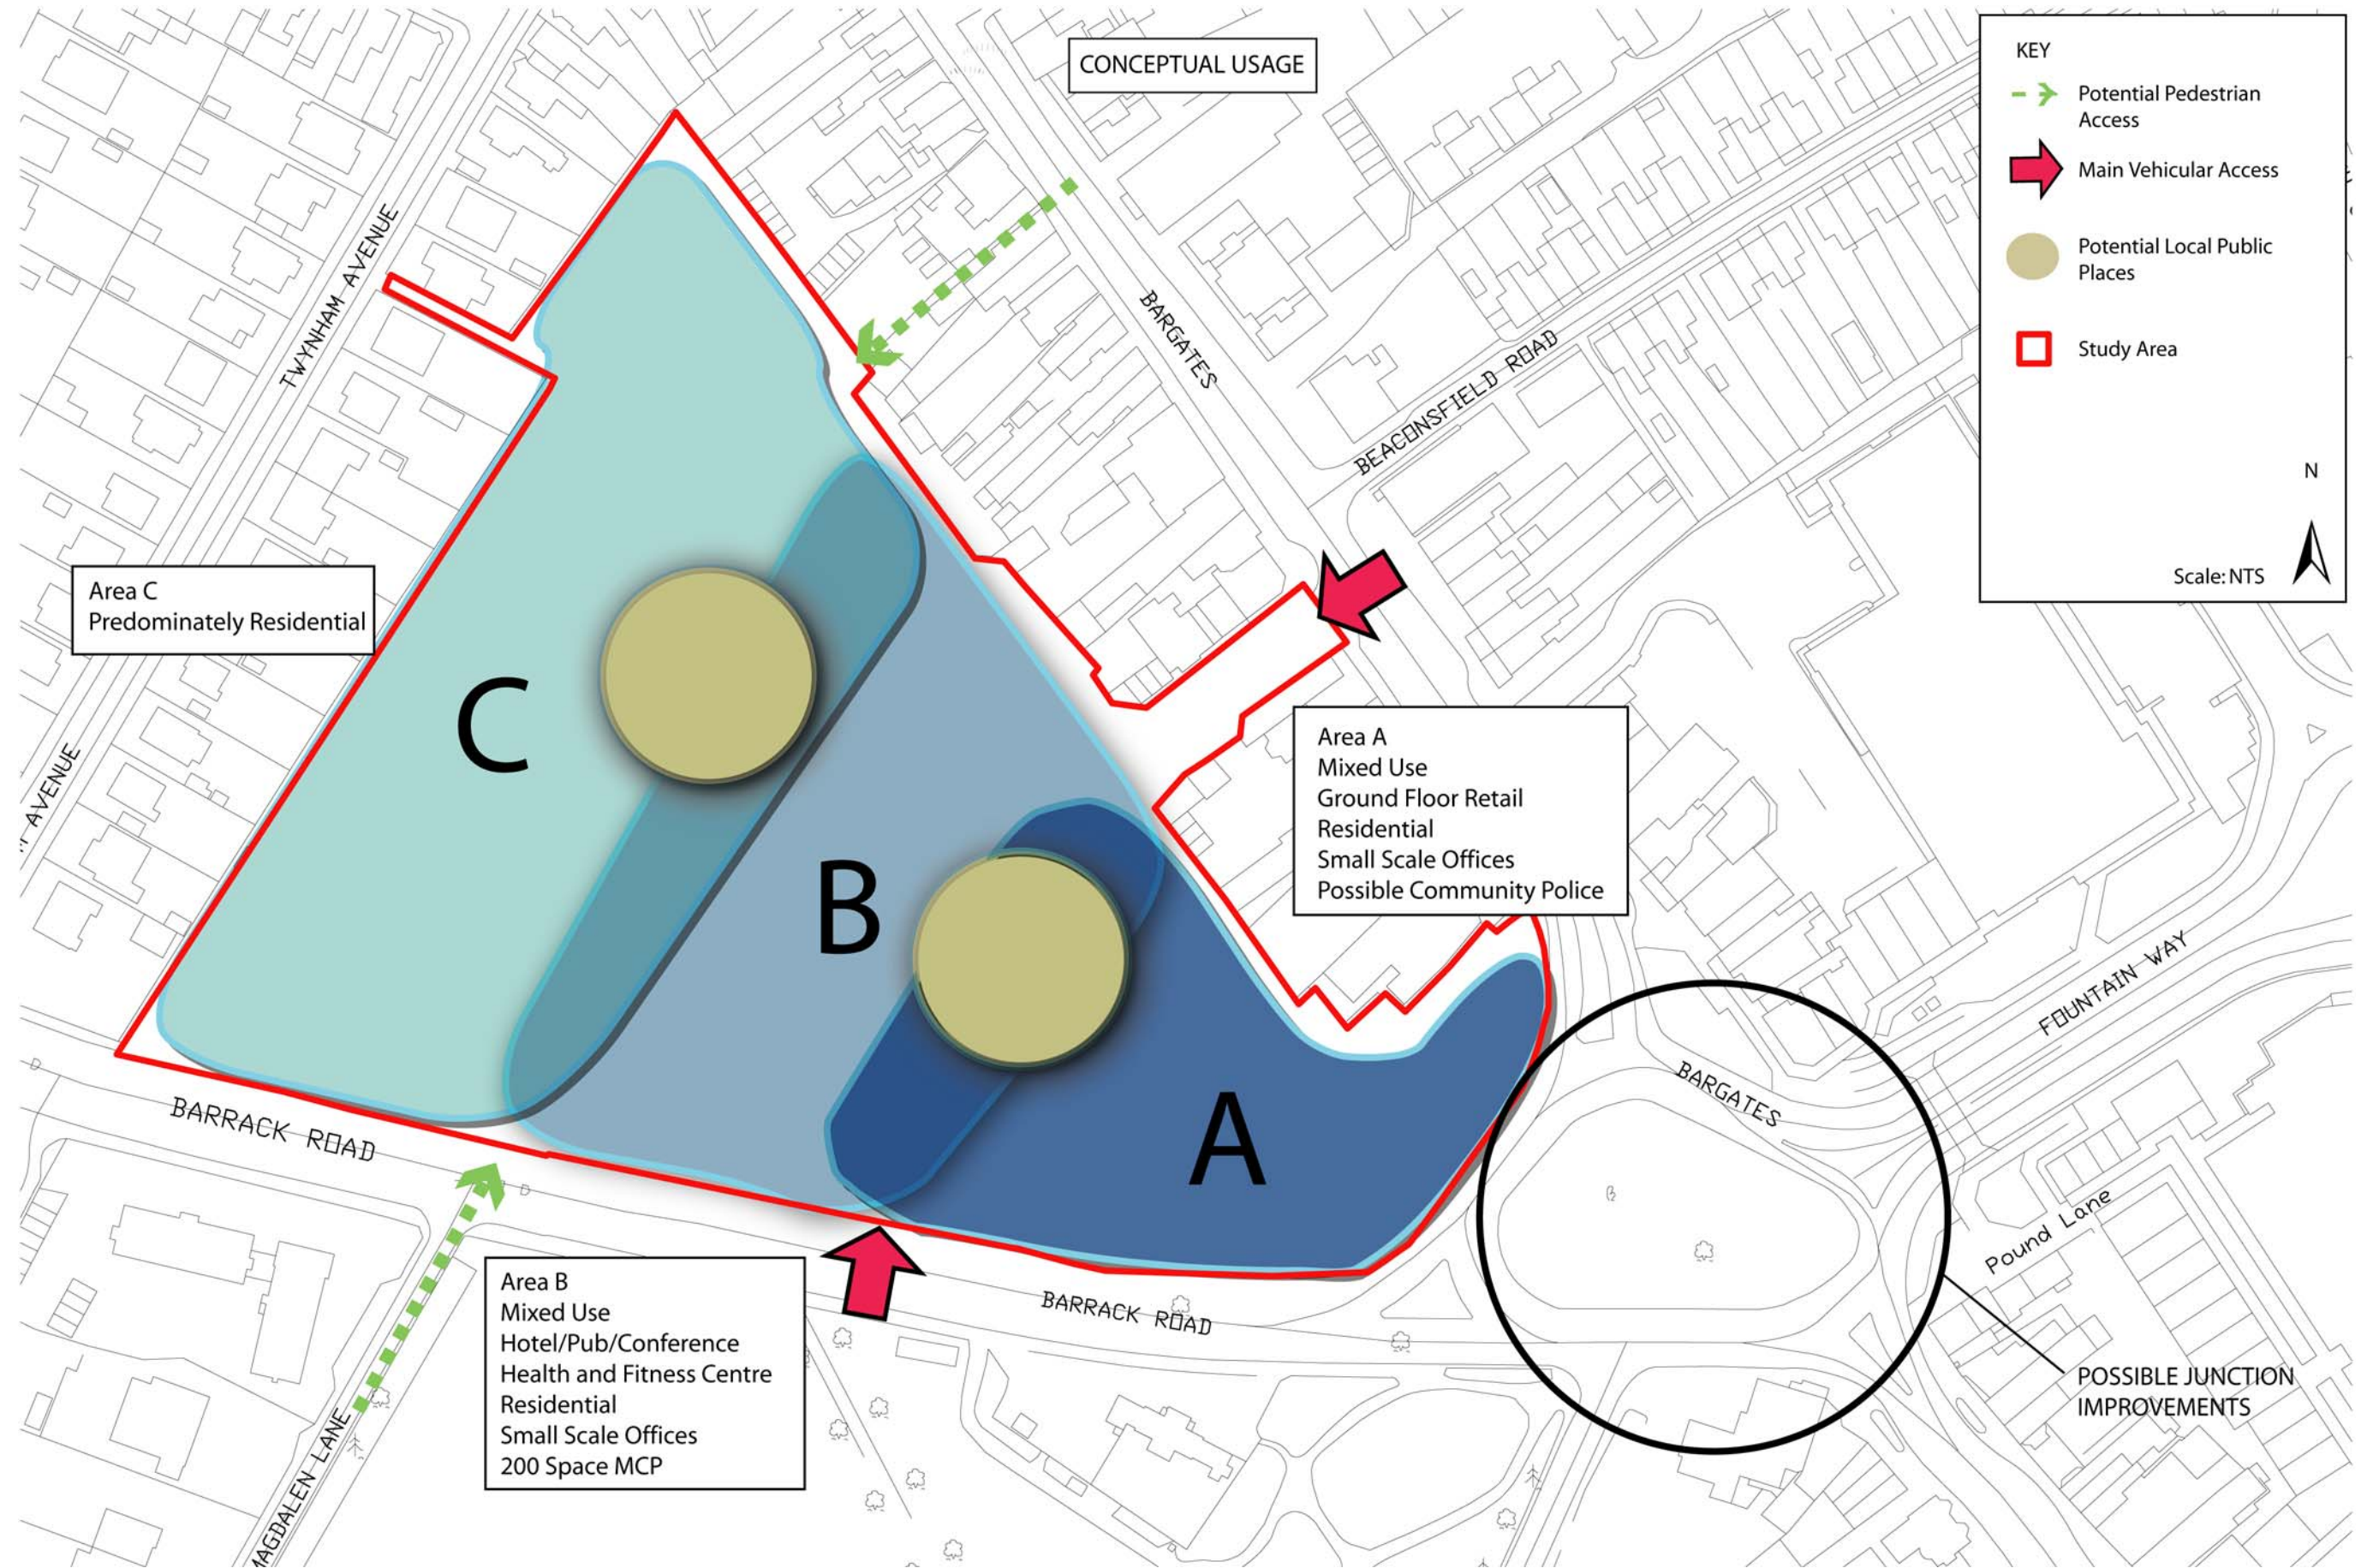 CONCEPTUAL USAGE
KEY
Potential Pedestrian
Access
Main Vehicular Access
Potential Local Public
Places
Study Area
N
Scale: NTS
TWYNHAM AVENUE
BARGATES
BEACONSFIELD ROAD
Area C
Predominately Residential
C
AVENUE
Area A
Mixed Use
Ground Floor Retail
Residential
Small Scale Offices
Possible Community Police
B
A
FOUNTAIN WAY
BARGATES
BARRACK ROAD
Pound Lane
BARRACK ROAD
Area B
Mixed Use
Hotel/Pub/Conference
Health and Fitness Centre
Residential
Small Scale Offices
200 Space MCP
POSSIBLE JUNCTION
IMPROVEMENTS
MAGDALEN LANE